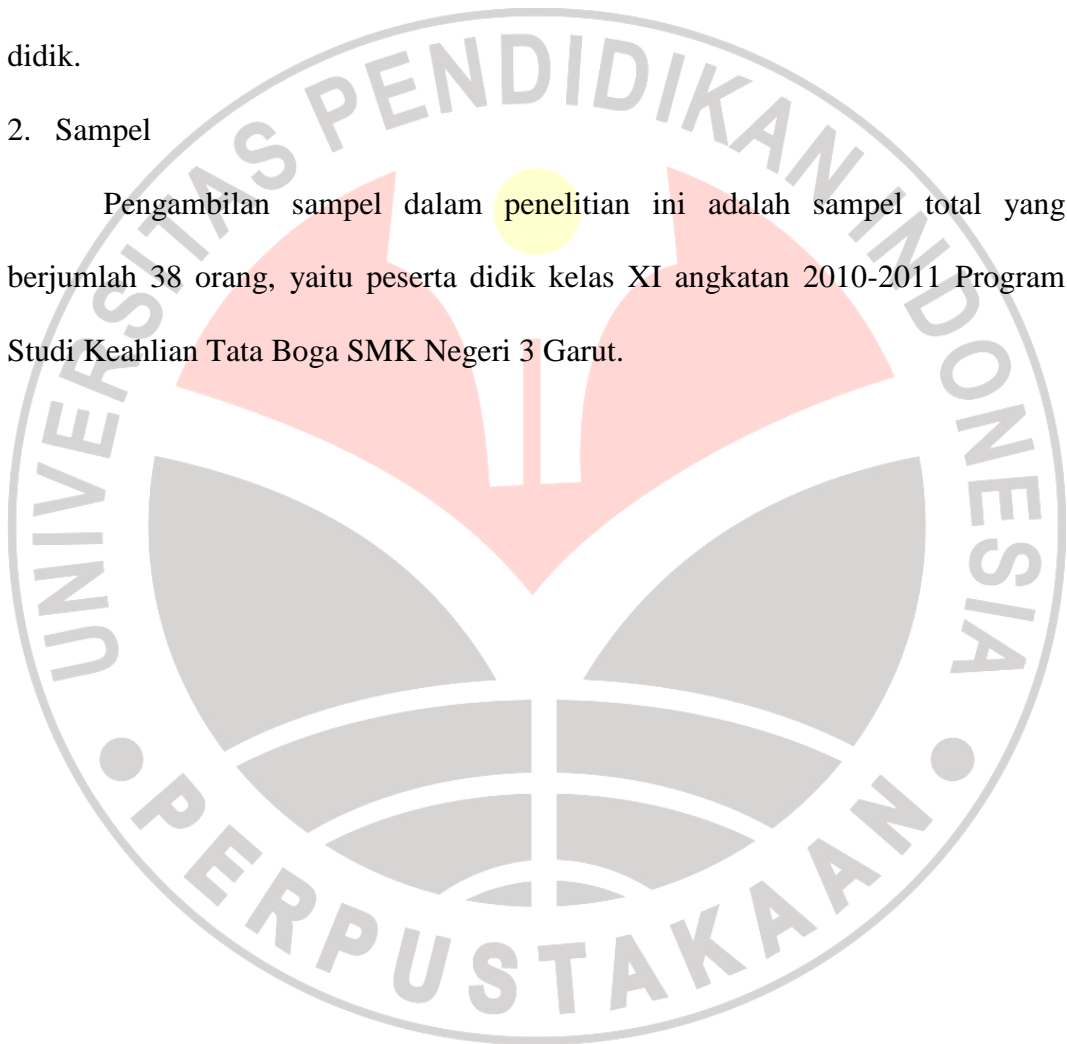 didik.
2. Sampel
Pengambilan sampel dalam penelitian ini adalah sampel total yang
berjumlah 38 orang, yaitu peserta didik kelas XI angkatan 2010-2011 Program
Studi Keahlian Tata Boga SMK Negeri 3 Garut.
UNIVERSITAS PENDIDIKAN INDONESIA
PERPUSTAKAAN